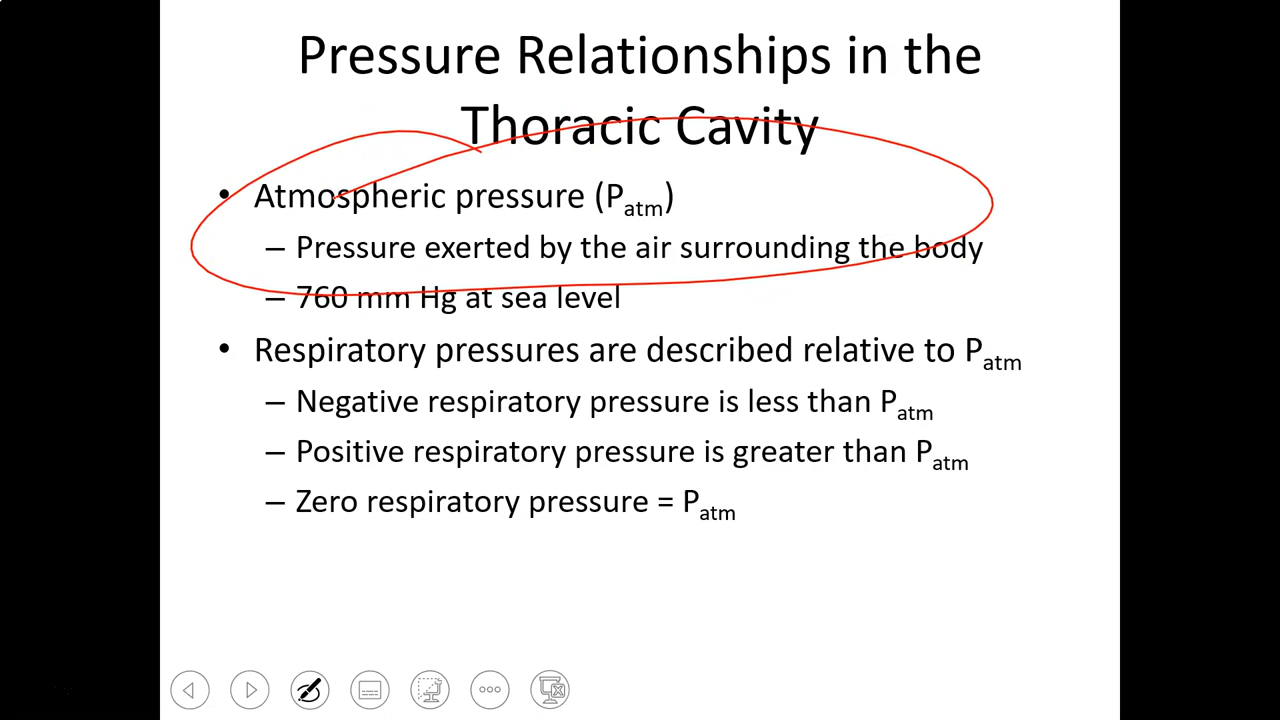 Pressure Relationships in the
Thoracic Cavity
• Atmospheric pressure (Patm)
– Pressure exerted by the air surrounding the body
– 760 mm Hg at sea level
• Respiratory pressures are described relative to Patm
– Negative respiratory pressure is less than Patm
– Positive respiratory pressure is greater than Patm
– Zero respiratory pressure = Patm